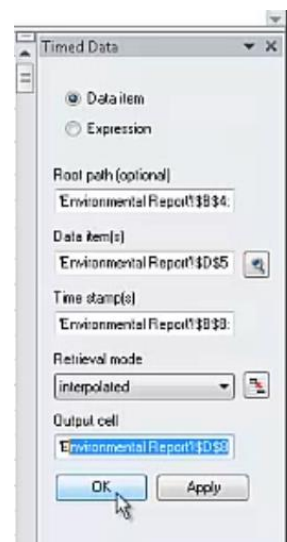 Timed Data
Data item
Expression
Root path (optional)
'Environmental Report'!$B$4:
Data item(s)
'Environmental Report'!$D$5
Time stamp(s)
'Environmental Report'!$B$8:
Retrieval mode
interpolated
Output cell
'Environmental Report'!$D$8
OK
Apply